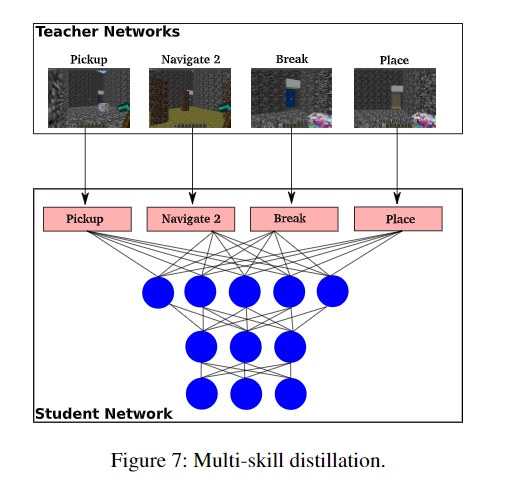 Teacher Networks
Pickup Navigate 2 Break Place
Pickup Navigate 2 Break Place
Student Network
Figure 7: Multi-skill distillation.